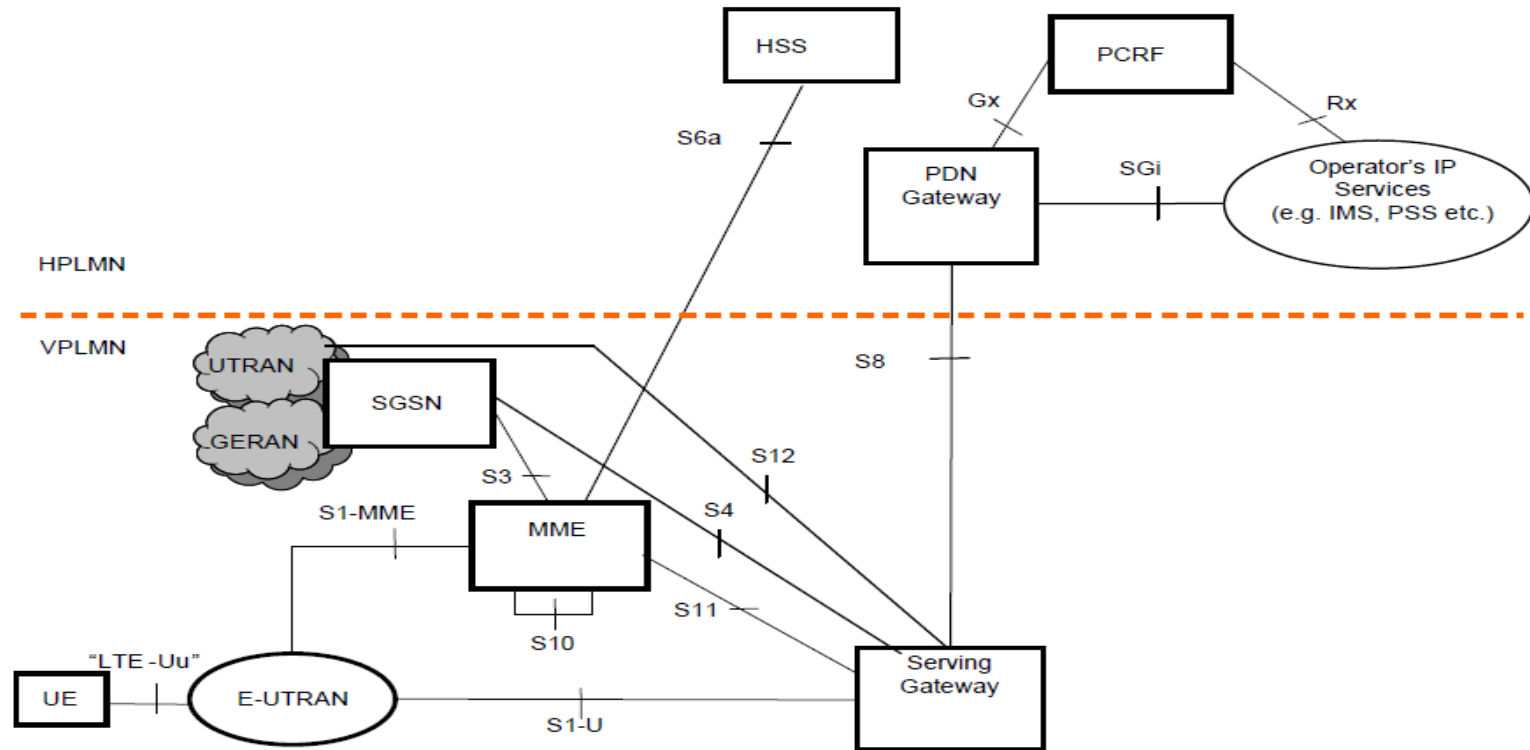 HSS
PCRF
Gx
Rx
S6a
PDN
Gateway
SGi
Operator's IP
Services
(e.g. IMS, PSS etc.)
HPLMN
VPLMN
UTRAN
S8
SGSN
GERAN
S12
S3
S4
S1-MME
MME
S11
S10
"LTE -Uu"
Serving
Gateway
UE
E-UTRAN
S1-U